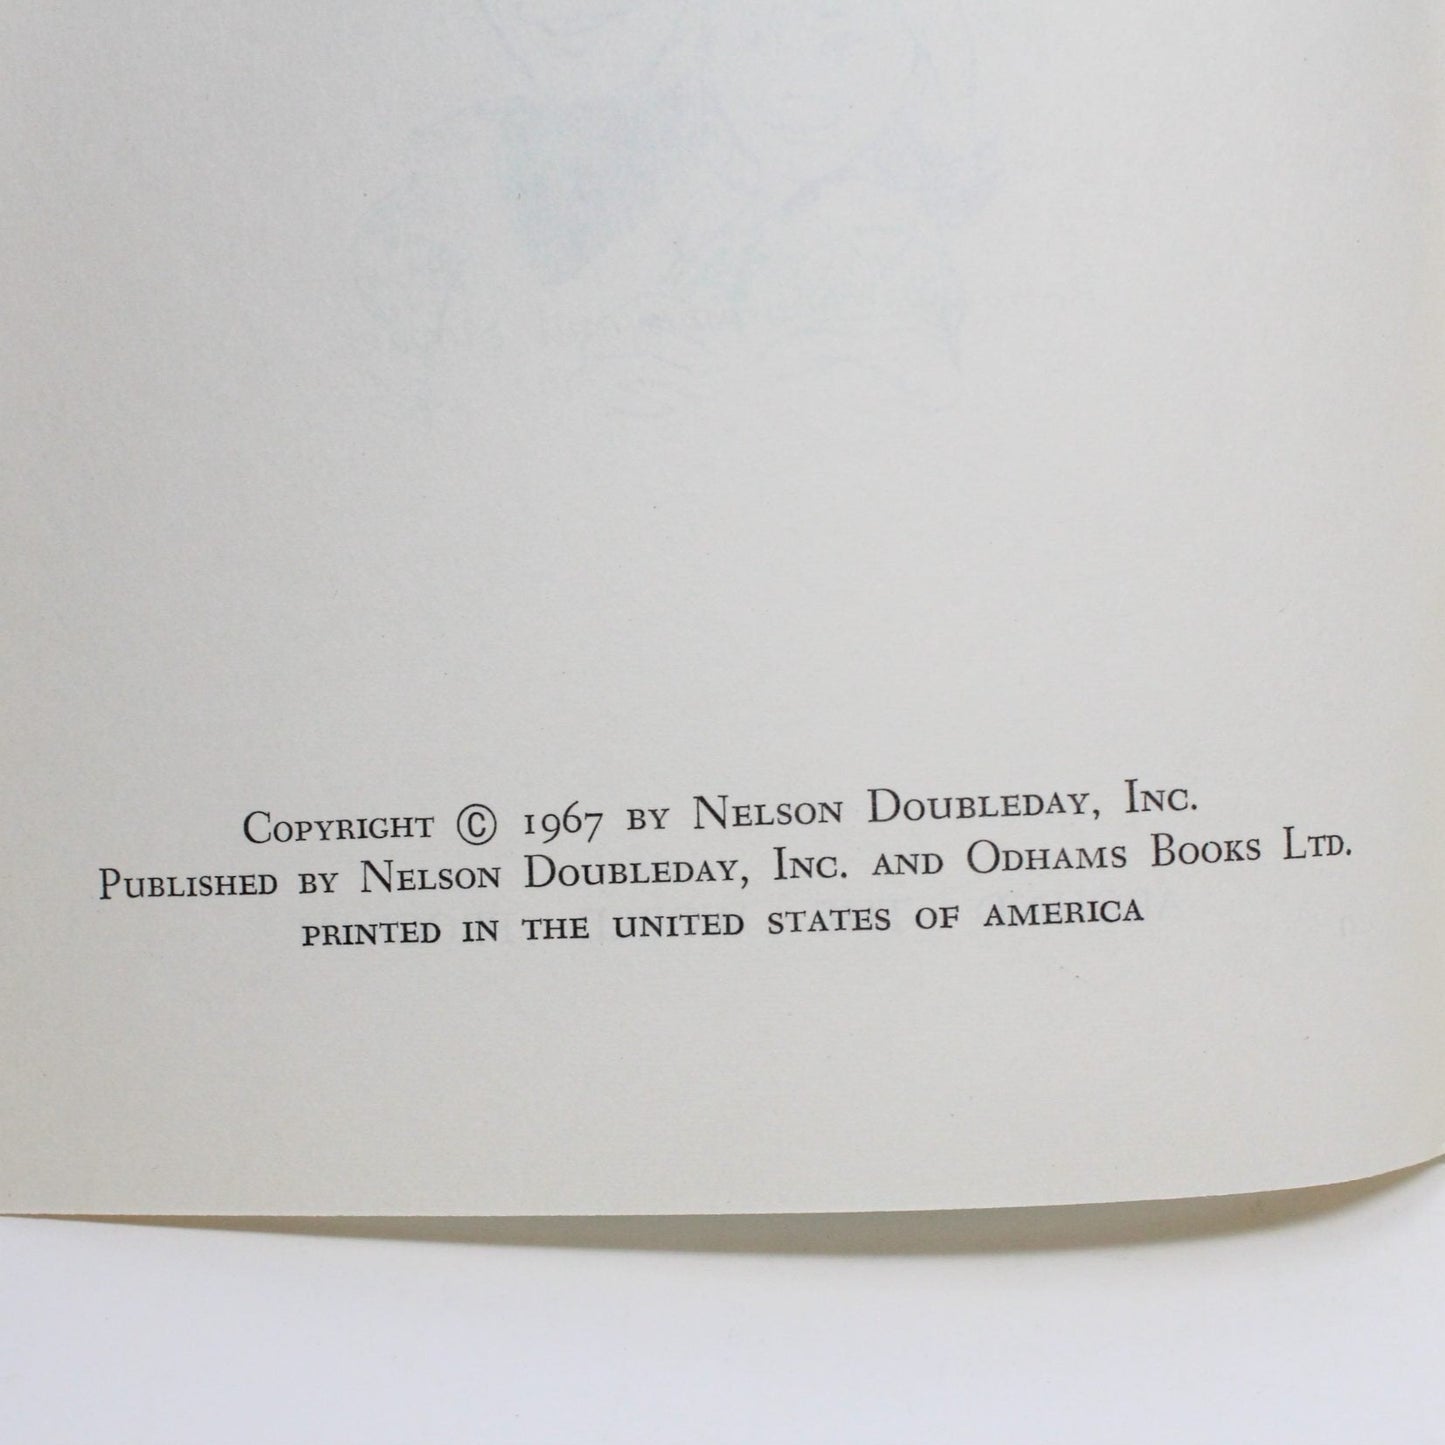 Copyright © 1967 by Nelson Doubleday, Inc.
Published by Nelson Doubleday, Inc. and Odhams Books Ltd.
printed in the united states of america